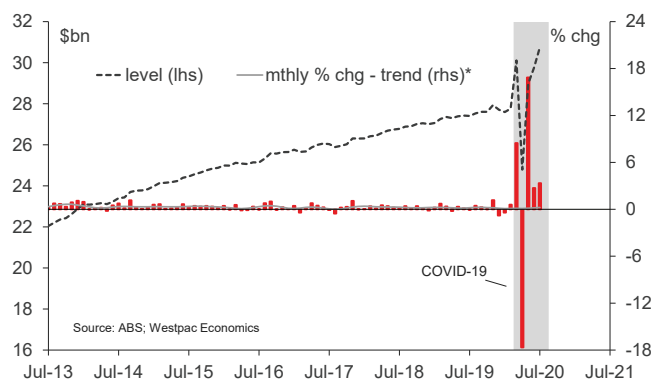 32
30
28
26
24
22
20
18
16
$bn
% chg
24
18
12
6
0
-6
-12
-18
level (lhs)
mthly % chg - trend (rhs)*
COVID-19
Source: ABS; Westpac Economics
Jul-13 Jul-14 Jul-15 Jul-16 Jul-17 Jul-18 Jul-19 Jul-20 Jul-21